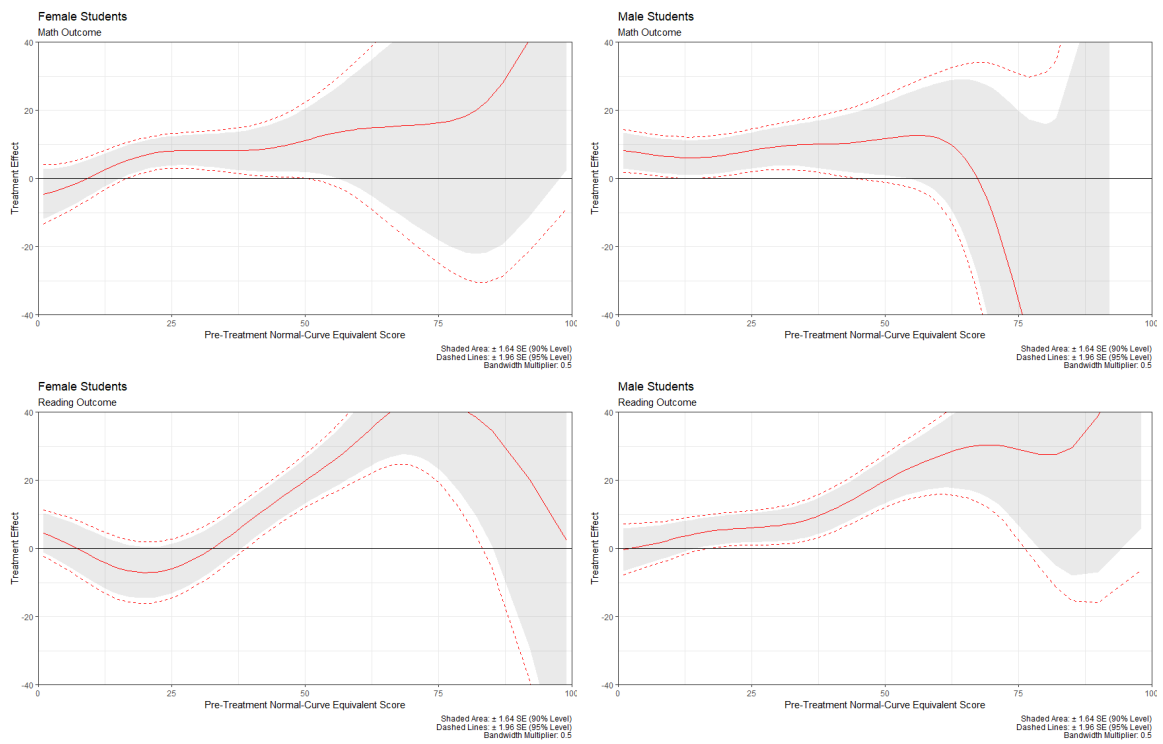 Female Students
Math Outcome
40
20
0
-20
-40
Treatment Effect
0
25
50
75
100
Pre-Treatment Normal-Curve Equivalent Score
Shaded Area: ± 1.64 SE (90% Level)
Dashed Lines: ± 1.96 SE (95% Level)
Bandwidth Multiplier: 0.5
Male Students
Math Outcome
40
20
0
-20
-40
Treatment Effect
0
25
50
75
100
Pre-Treatment Normal-Curve Equivalent Score
Shaded Area: ± 1.64 SE (90% Level)
Dashed Lines: ± 1.96 SE (95% Level)
Bandwidth Multiplier: 0.5
Female Students
Reading Outcome
40
20
0
-20
-40
Treatment Effect
0
25
50
75
100
Pre-Treatment Normal-Curve Equivalent Score
Shaded Area: ± 1.64 SE (90% Level)
Dashed Lines: ± 1.96 SE (95% Level)
Bandwidth Multiplier: 0.5
Male Students
Reading Outcome
40
20
0
-20
-40
Treatment Effect
0
25
50
75
100
Pre-Treatment Normal-Curve Equivalent Score
Shaded Area: ± 1.64 SE (90% Level)
Dashed Lines: ± 1.96 SE (95% Level)
Bandwidth Multiplier: 0.5